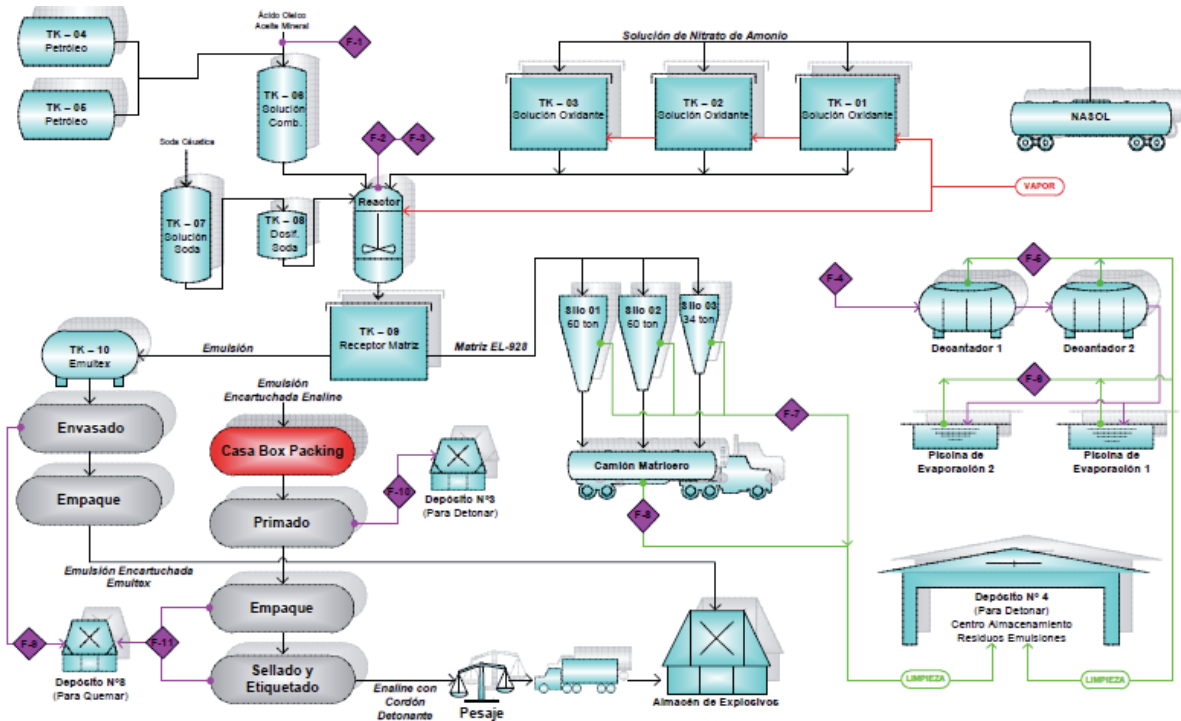 Ácido Oleico
Aceite Mineral
F-1
TK – 04
Petróleo
TK – 05
Petróleo
TK – 06
Solución
Comb.
Solución de Nitrato de Amonio
TK – 03
Solución Oxidante
TK – 02
Solución Oxidante
TK – 01
Solución Oxidante
NASOL
VAPOR
Soda Cáustica
F-2
F-3
TK – 07
Solución
Soda
TK – 08
Dosif.
Soda
Reactor
TK – 09
Receptor Matriz
Emulsión
Matriz EL-928
TK – 10
Emultex
Silo 01
60 ton
Silo 02
60 ton
Silo 03
34 ton
F-4
F-5
Decantador 1
Decantador 2
F-6
Piscina de
Evaporación 2
Piscina de
Evaporación 1
F-7
Camión Matricero
F-8
Emulsión
Encartuchada Enaline
Envasado
Empaque
Casa Box Packing
Primado
F-10
Depósito Nº3
(Para Detonar)
Emulsión Encartuchada
Emultex
Empaque
Sellado y
Etiquetado
F-9
F-11
Depósito Nº8
(Para Quemar)
Enaline con
Cordón
Detonante
Pesaje
Almacén de Explosivos
Depósito Nº 4
(Para Detonar)
Centro Almacenamiento
Residuos Emulsiones
LIMPIEZA
LIMPIEZA